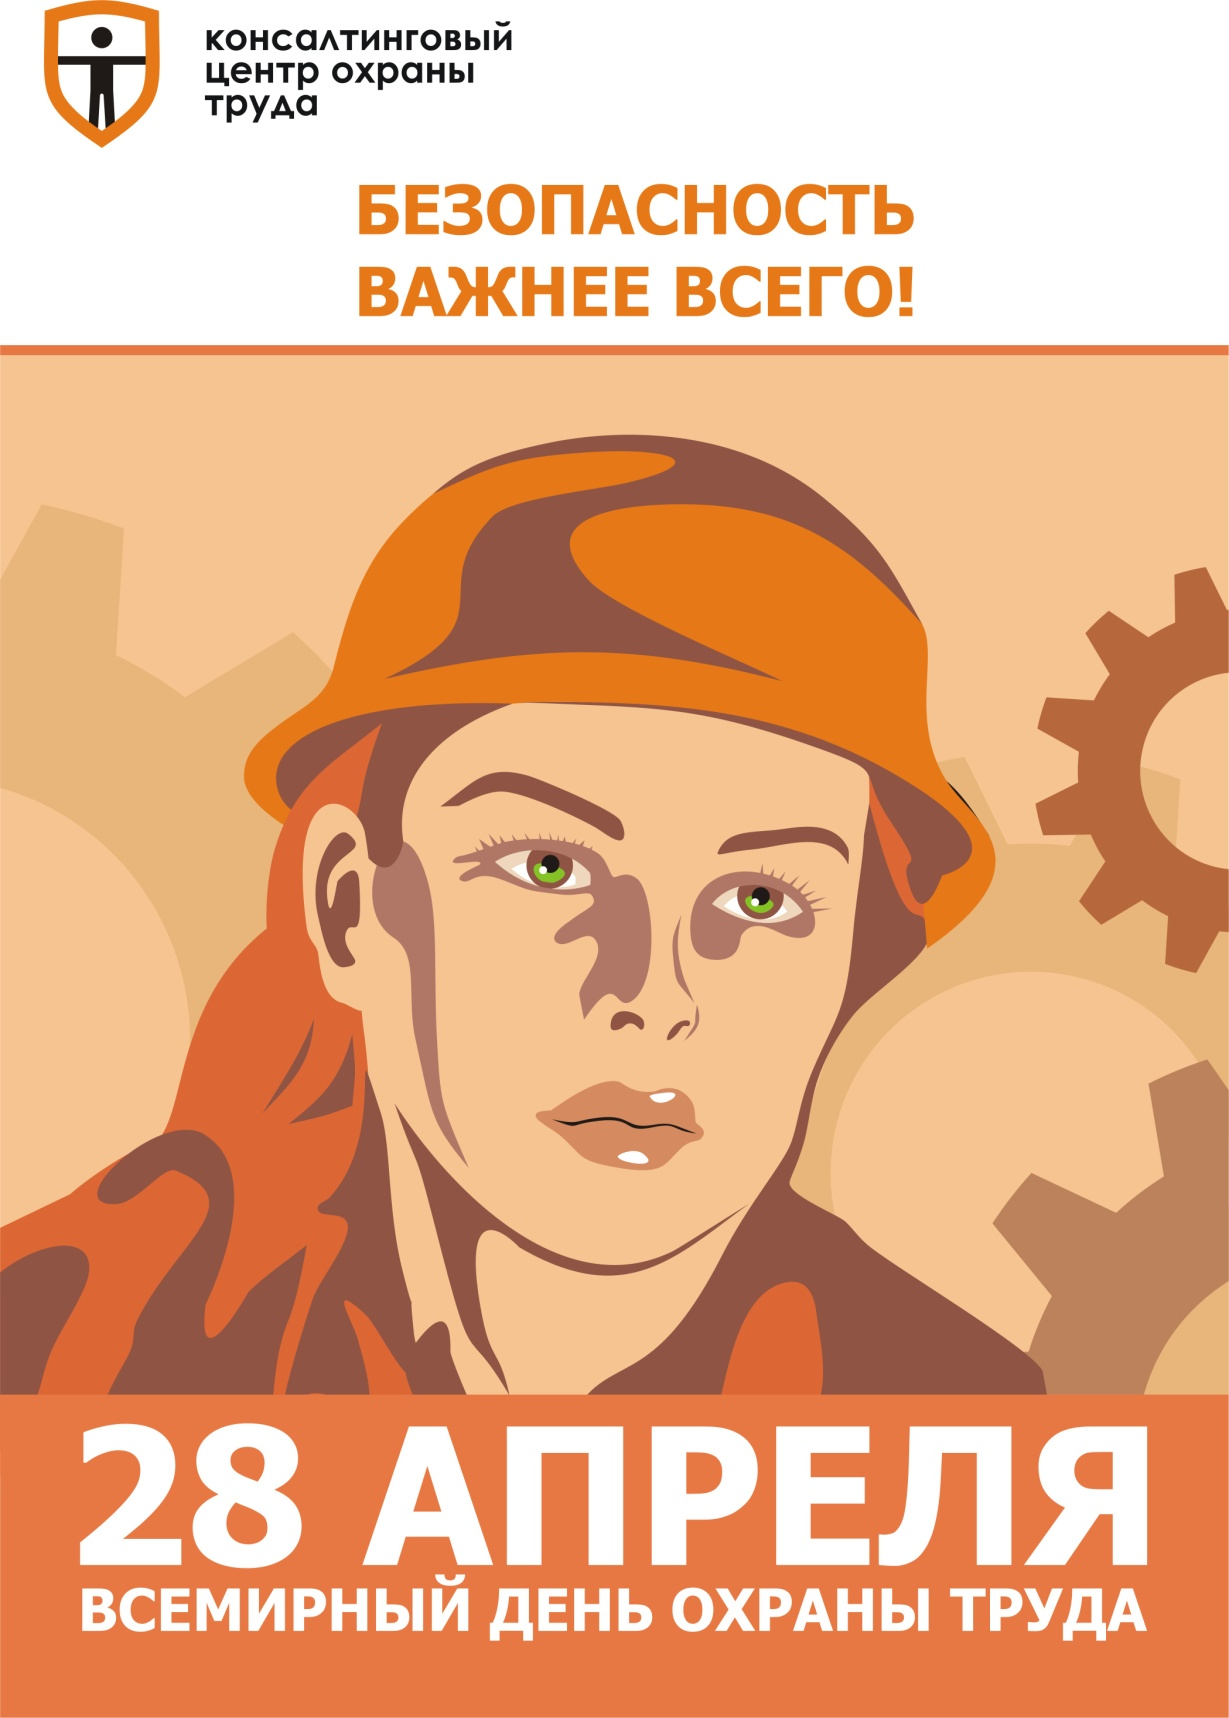 консалтинговый
центр охраны
труда
БЕЗОПАСНОСТЬ
ВАЖНЕЕ ВСЕГО!
28 АПРЕЛЯ
ВСЕМИРНЫЙ ДЕНЬ ОХРАНЫ ТРУДА